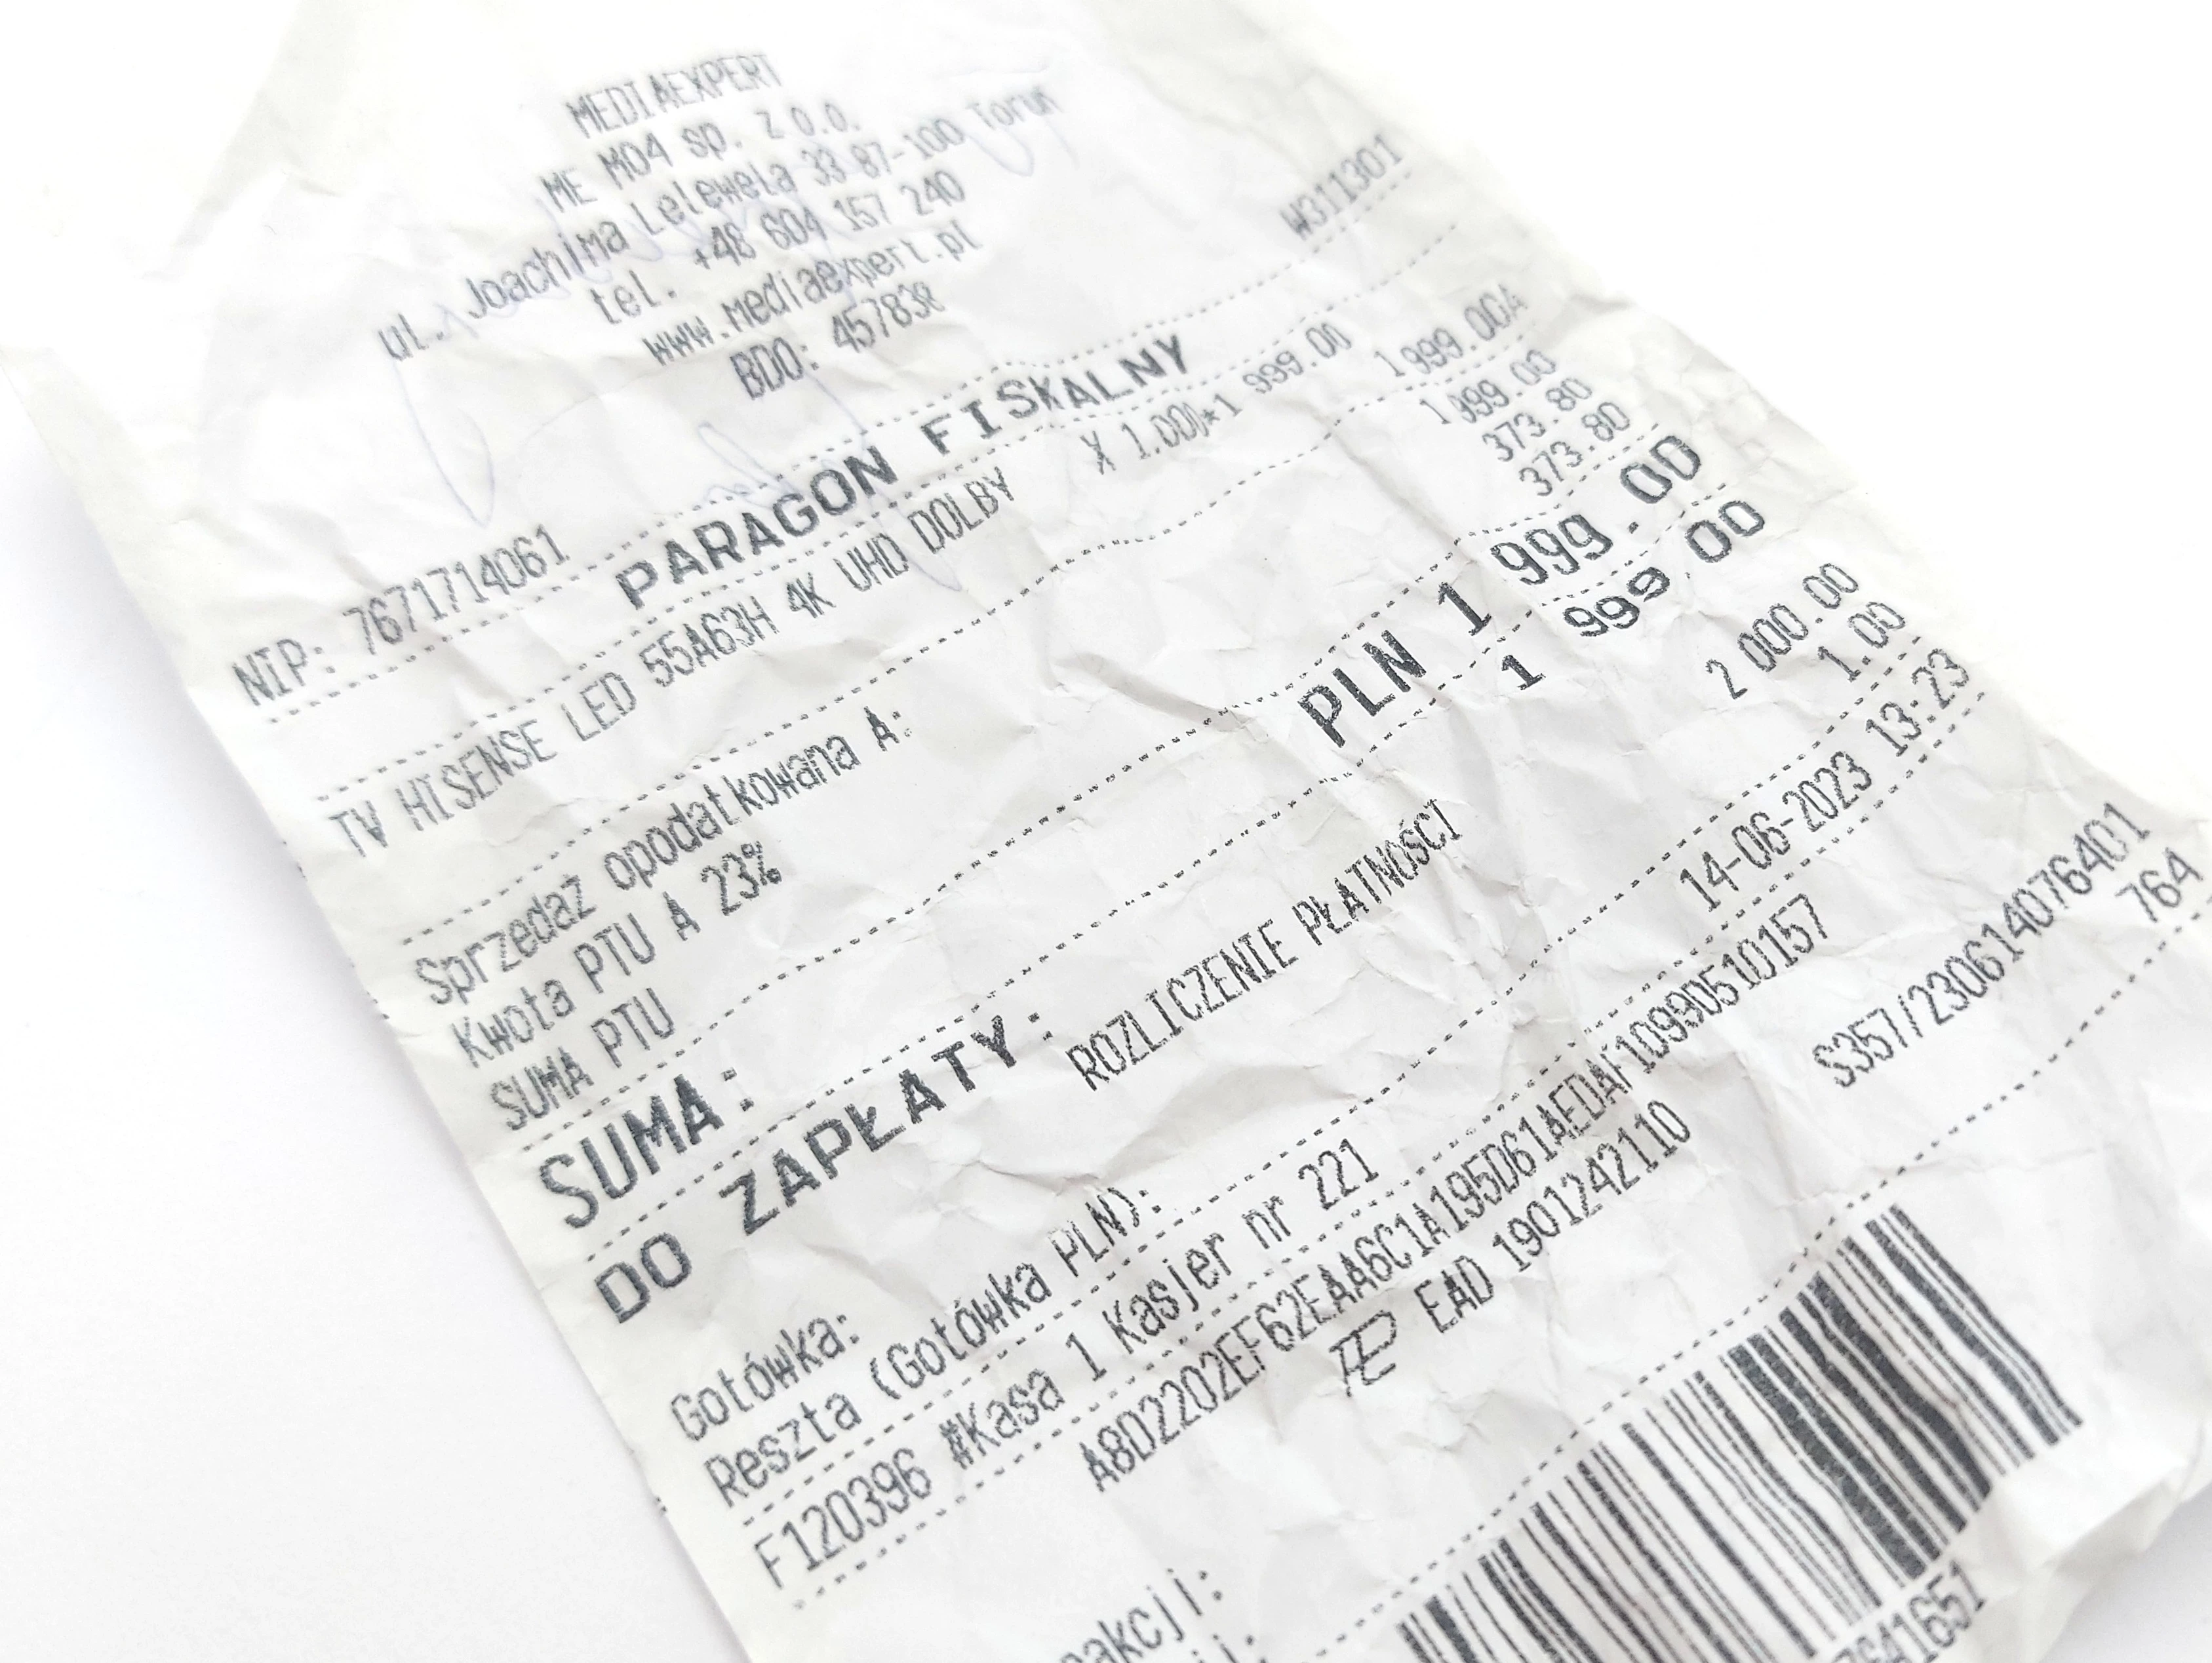 MEDIAEXPERT
ME M04 sp. z o.o.
ul. Joachima Lelewela 33 87-100 Toruń
tel. +48 604 157 240
www.mediaexpert.pl
BDO: 457838
NIP: 7671714061 W311301
PARAGON FISKALNY
TV HISENSE LED 55A63H 4K UHD DOLBY X 1.000*1 999.00 1 999.00A
Sprzedaż opodatkowana A: 1 999.00
Kwota PTU A 23% 373.80
SUMA PTU 373.80
SUMA: PLN 1 999.00
DO ZAPŁATY: 1 999.00
ROZLICZENIE PŁATNOŚCI
Gotówka: 2 000.00
Reszta (Gotówka PLN): 1.00
F120396 #Kasa 1 Kasjer nr 221 14-06-2023 13:23
A8D2202EF62EAA6C1A195D61AEDAF1099D510157
EAD 1901242110
S357/230614076401
764